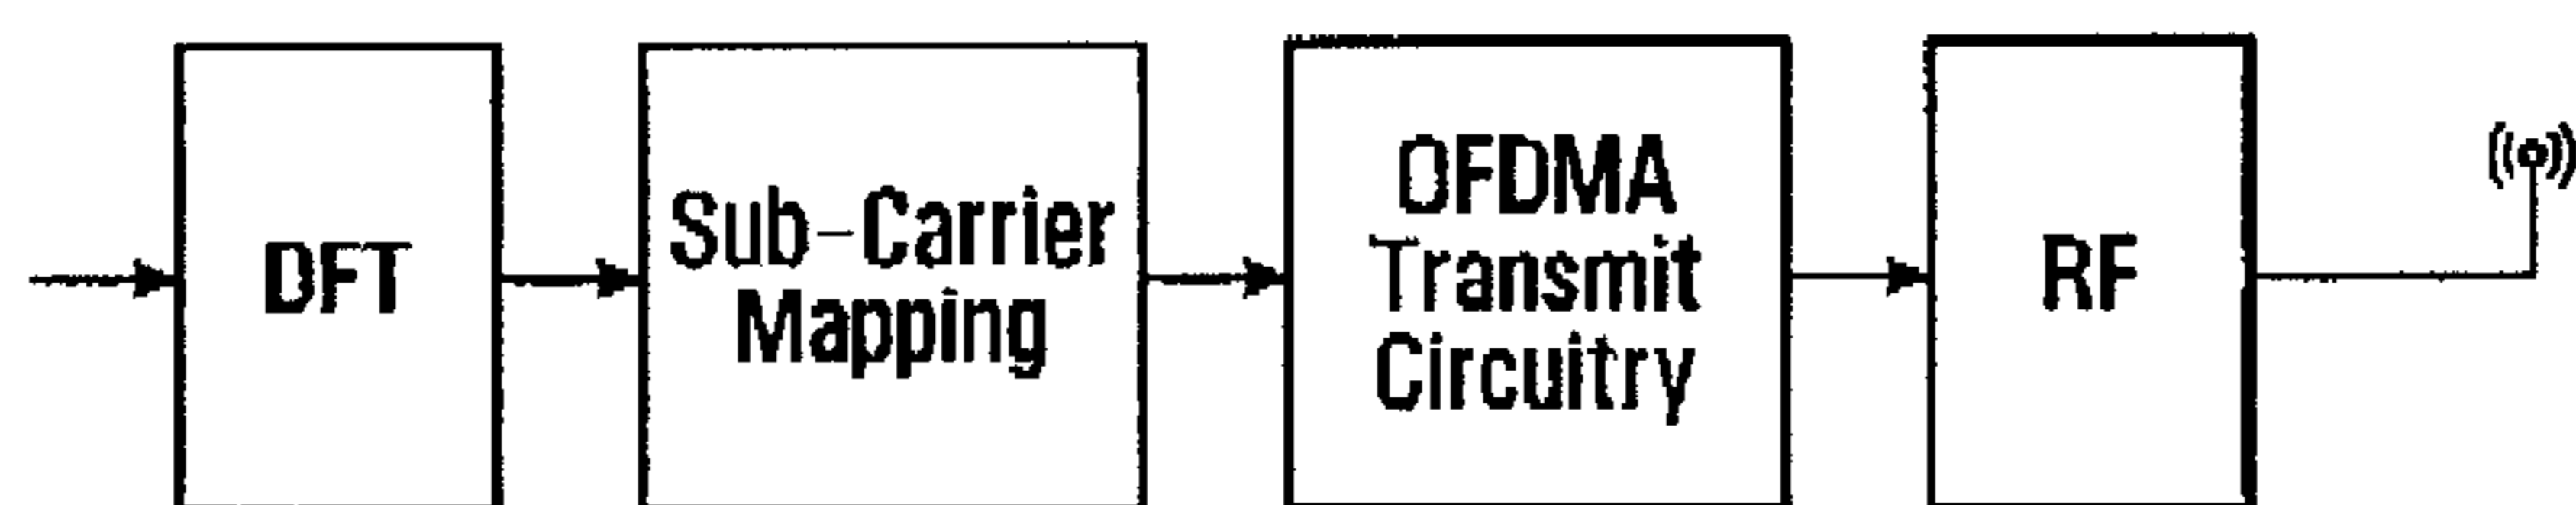 DFT
Sub-Carrier
Mapping
OFDMA
Transmit
Circuitry
RF